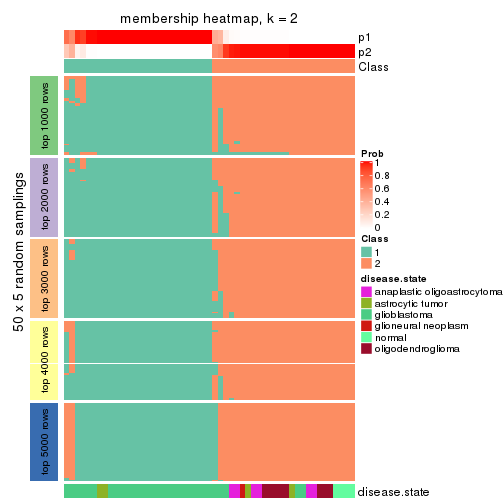 membership heatmap, k = 2
p1
p2
Class
50 x 5 random samplings
top 1000 rows
top 2000 rows
top 3000 rows
top 4000 rows
top 5000 rows
Prob
1
0.8
0.6
0.4
0.2
0
Class
1
2
disease.state
anaplastic oligoastrocytoma
astrocytic tumor
glioblastoma
glioneural neoplasm
normal
oligodendroglioma
disease.state